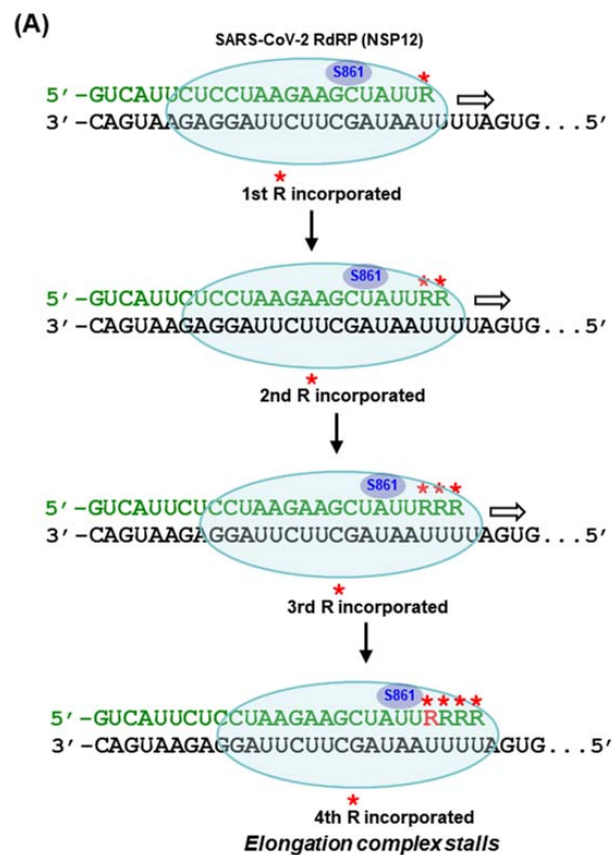 (A)
SARS-CoV-2 RdRP (NSP12)
S861
*
5'-GUCAUUCUCCUAAGAAGCUAUUR
3'-CAGUAAGAGGAUUCUUCGAUAAUUUUAGUG...5'
*
1st R incorporated
S861
* *
5'-GUCAUUCUCCUAAGAAGCUAUURR
3'-CAGUAAGAGGAUUCUUCGAUAAUUUUAGUG...5'
*
2nd R incorporated
S861
* * *
5'-GUCAUUCUCCUAAGAAGCUAUURRR
3'-CAGUAAGAGGAUUCUUCGAUAAUUUUAGUG...5'
*
3rd R incorporated
S861
* * * *
5'-GUCAUUCUCCUAAGAAGCUAUURRRR
3'-CAGUAAGAGGAUUCUUCGAUAAUUUUAGUG...5'
*
4th R incorporated
Elongation complex stalls